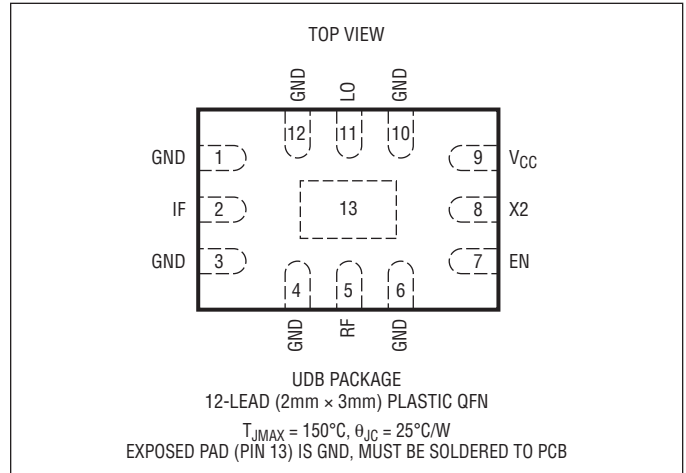 TOP VIEW
GND LO GND
12 11 10
GND 1 9 VCC
IF 2 13 8 X2
GND 3 7 EN
4 5 6
GND RF GND
UDB PACKAGE
12-LEAD (2mm × 3mm) PLASTIC QFN
TJMAX = 150°C, θJC = 25°C/W
EXPOSED PAD (PIN 13) IS GND, MUST BE SOLDERED TO PCB